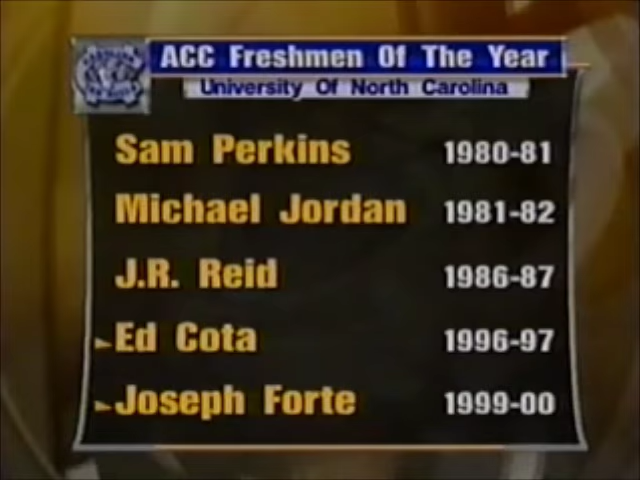 ACC Freshmen Of The Year
University Of North Carolina
Sam Perkins 1980-81
Michael Jordan 1981-82
J.R. Reid 1986-87
Ed Cota 1996-97
Joseph Forte 1999-00